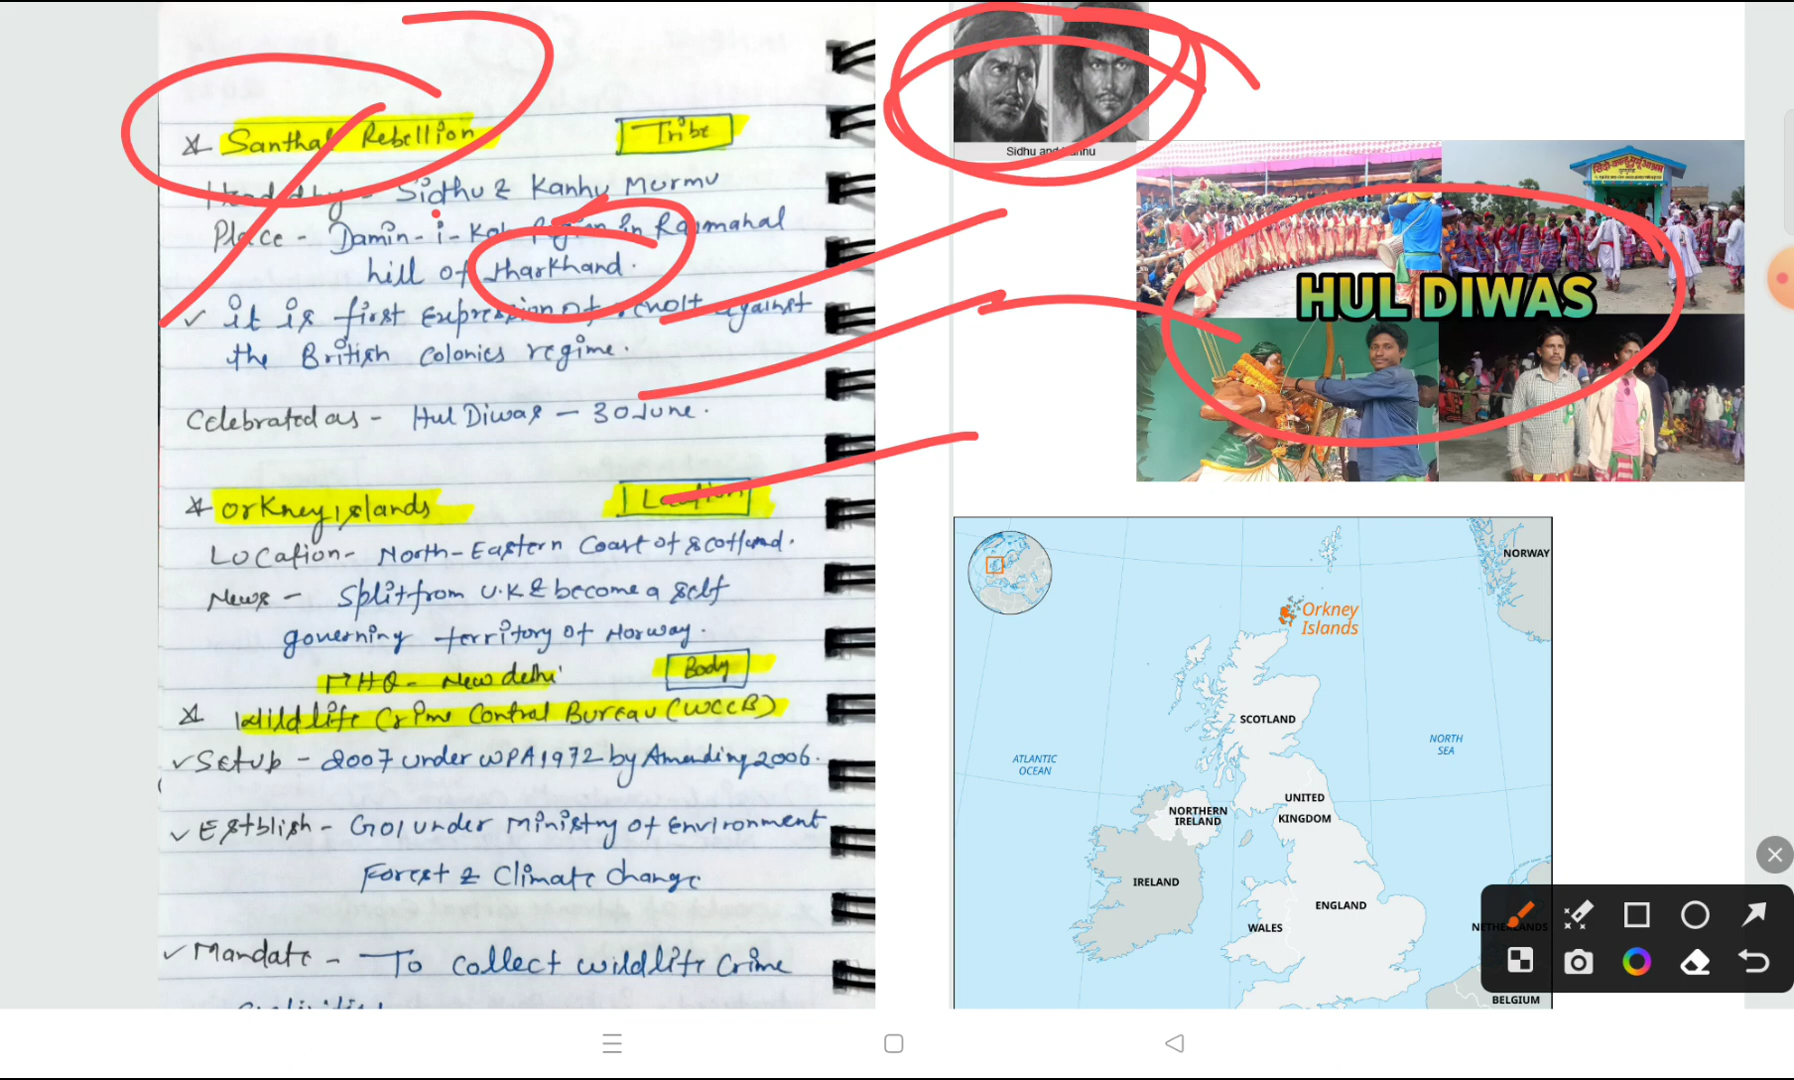 Santhal Rebellion
Tribe
Headed by - Sidhu & Kanhu Murmu
Place - Damin-i-Koh Region in Rajmahal
hill of Jharkhand.
it is first expression of revolt against
the British Colonies regime.
Celebrated as - Hul Diwas - 30 June.
Orkney islands
Location
Location - North-Eastern Coast of Scotland.
News - Split from U.K & become a self
governing territory of Norway.
HQ - New delhi
Body
Wildlife Crime Control Bureau (WCCB)
Setup - 2007 under WPA 1972 by Amending 2006.
Establish - GOI under Ministry of Environment
Forest & Climate change
Mandate - To collect wildlife crime
Sidhu and Kanhu
HUL DIWAS
NORWAY
Orkney
Islands
SCOTLAND
ATLANTIC
OCEAN
NORTH
SEA
NORTHERN
IRELAND
UNITED
KINGDOM
IRELAND
ENGLAND
WALES
NETHERLANDS
BELGIUM